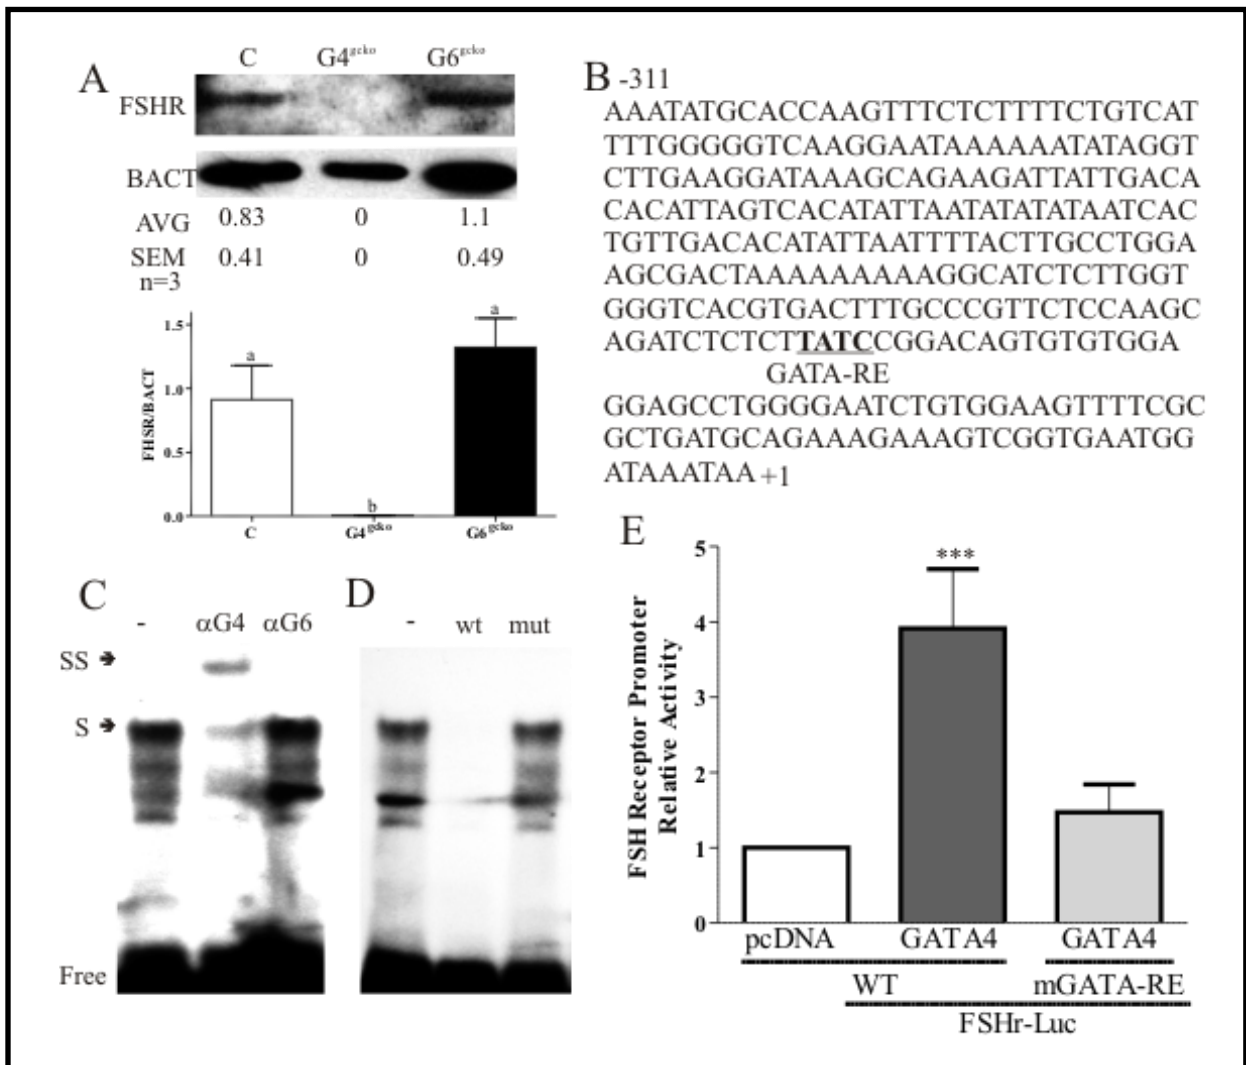 A
C G4gcko G6gcko
FSHR
BACT
AVG 0.83 0 1.1
SEM 0.41 0 0.49
n=3
FHSR/BACT
1.5
1.0
0.5
0.0
a
b
a
C G4gcko G6gcko
B -311
AAATATGCACCAAGTTTCTCTTTTCTGTCAT
TTTGGGGGTCAAGGAATAAAAAATATAGGT
CTTGAAGGATAAAGCAGAAGATTATTGACA
CACATTAGTCACATATTAATATATATAATCAC
TGTTGACACATATTAATTTTACTTGCCTGGA
AGCGACTAAAAAAAAAAGGCATCTCTTGGT
GGGTCACGTGACTTTGCCCGTTCTCCAAGC
AGATCTCTCTTATCCGGACAGTGTGTGGA
GATA-RE
GGAGCCTGGGGAATCTGTGGAAGTTTTCGC
GCTGATGCAGAAAGAAAGTCGGTGAATGG
ATAAATAA +1
C
- αG4 αG6
SS
S
Free
D
- wt mut
E
FSH Receptor Promoter
Relative Activity
5
4
3
2
1
0
***
pcDNA GATA4 GATA4
WT mGATA-RE
FSHr-Luc